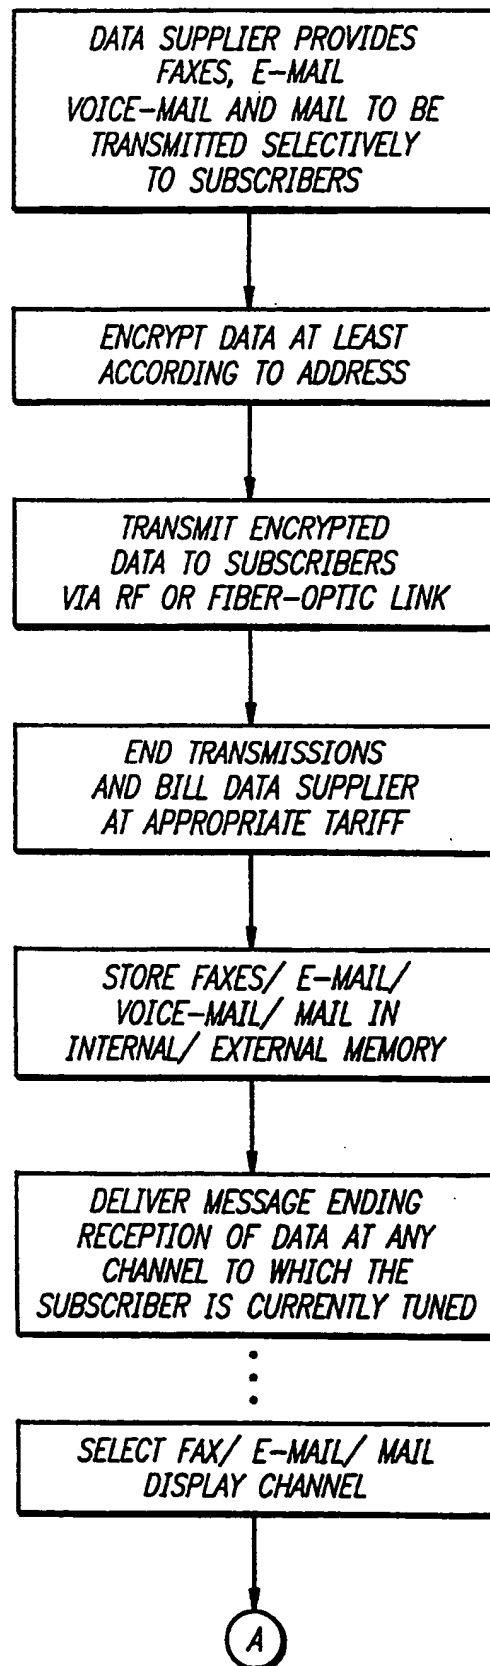 DATA SUPPLIER PROVIDES
FAXES, E-MAIL
VOICE-MAIL AND MAIL TO BE
TRANSMITTED SELECTIVELY
TO SUBSCRIBERS
ENCRYPT DATA AT LEAST
ACCORDING TO ADDRESS
TRANSMIT ENCRYPTED
DATA TO SUBSCRIBERS
VIA RF OR FIBER-OPTIC LINK
END TRANSMISSIONS
AND BILL DATA SUPPLIER
AT APPROPRIATE TARIFF
STORE FAXES/ E-MAIL/
VOICE-MAIL/ MAIL IN
INTERNAL/ EXTERNAL MEMORY
DELIVER MESSAGE ENDING
RECEPTION OF DATA AT ANY
CHANNEL TO WHICH THE
SUBSCRIBER IS CURRENTLY TUNED
SELECT FAX/ E-MAIL/ MAIL
DISPLAY CHANNEL
A